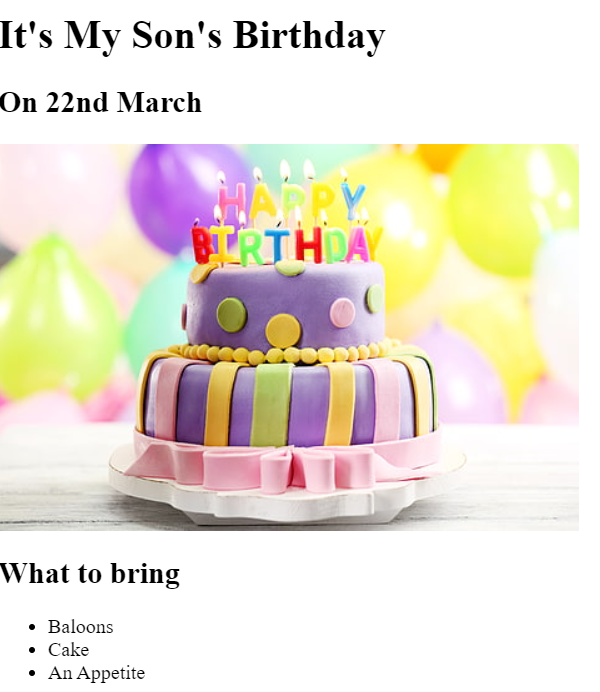 It's My Son's Birthday
On 22nd March
HAPPY
BIRTHDAY
What to bring
Baloons
Cake
An Appetite